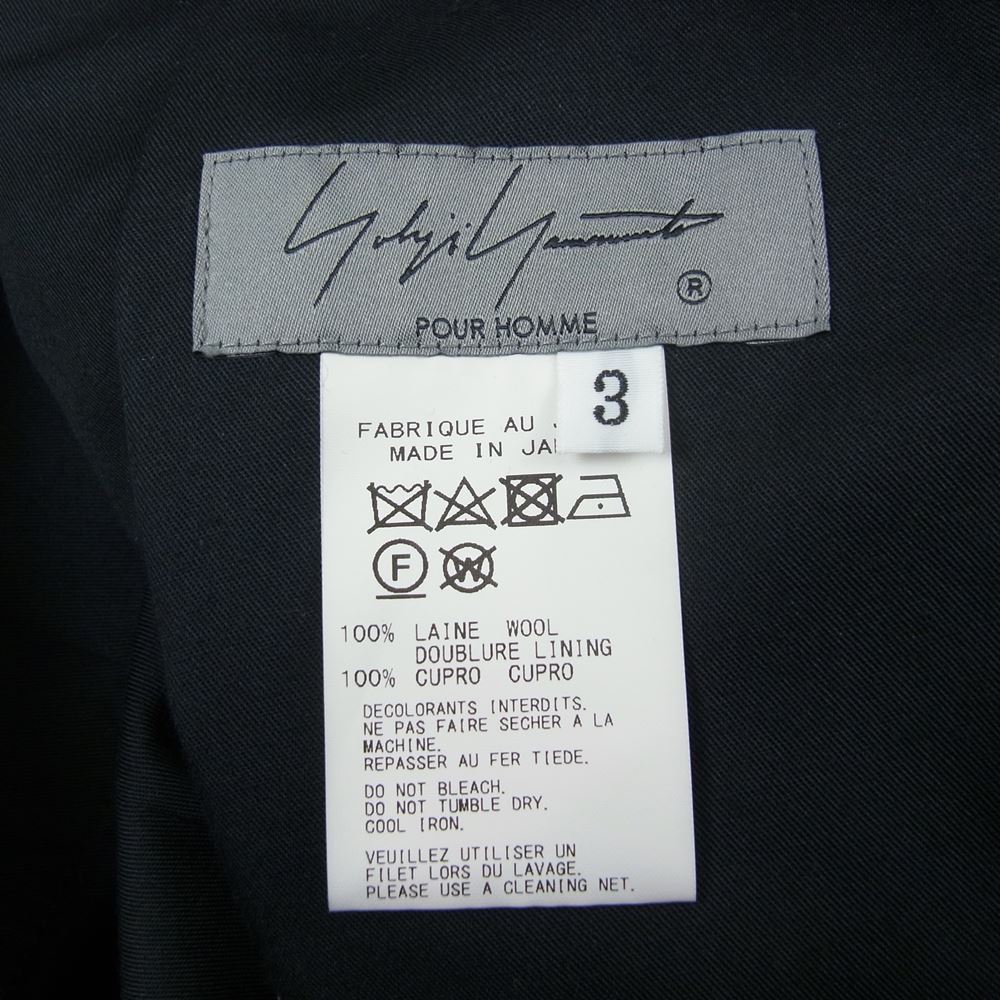 Yohji Yamamoto
®
POUR HOMME
3
FABRIQUE AU
MADE IN
F
W
100% LAINE WOOL
DOUBLURE LINING
100% CUPRO CUPRO
DECOLORANTS INTERDITS.
NE PAS FAIRE SECHER A LA
MACHINE.
REPASSER AU FER TIEDE.
DO NOT BLEACH.
DO NOT TUMBLE DRY.
COOL IRON.
VEUILLEZ UTILISER UN
FILET LORS DU LAVAGE.
PLEASE USE A CLEANING NET.